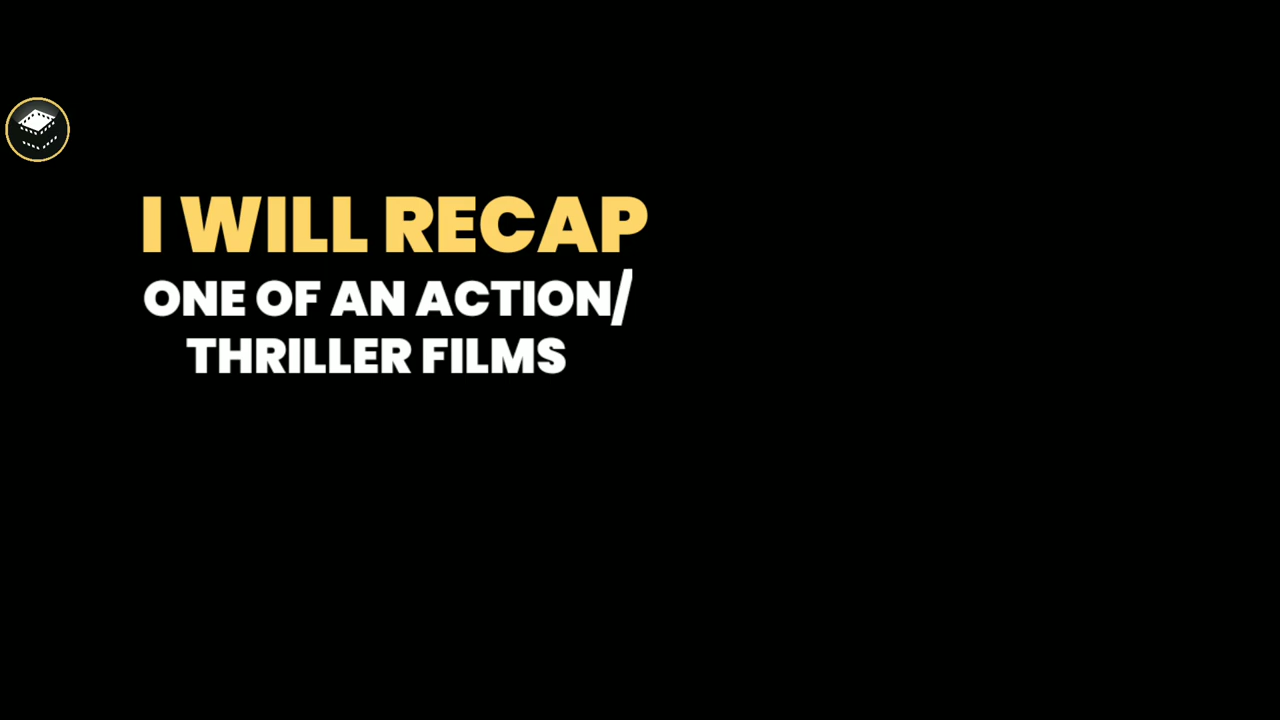 I WILL RECAP
ONE OF AN ACTION/
THRILLER FILMS